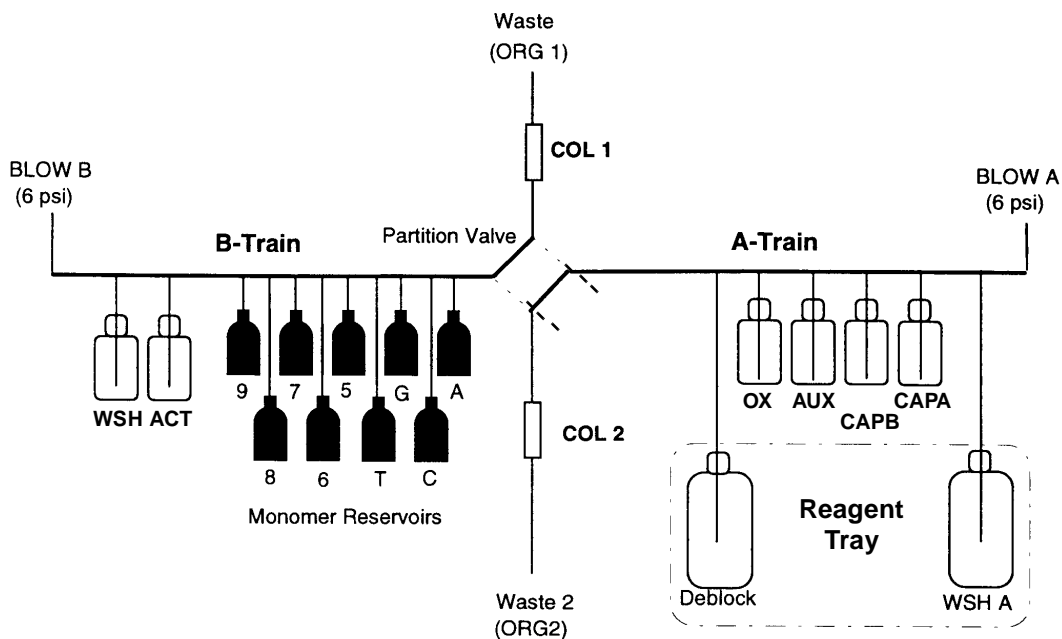 Waste
(ORG 1)
COL 1
BLOW B
(6 psi)
BLOW A
(6 psi)
B-Train
Partition Valve
A-Train
9 7 5 G A
WSH ACT
8 6 T C
Monomer Reservoirs
COL 2
OX AUX CAPB CAPA
Reagent
Tray
Deblock
WSH A
Waste 2
(ORG2)